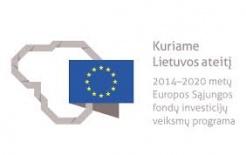 Kuriame
Lietuvos ateitį
2014–2020 metų
Europos Sąjungos
fondų investicijų
veiksmų programa